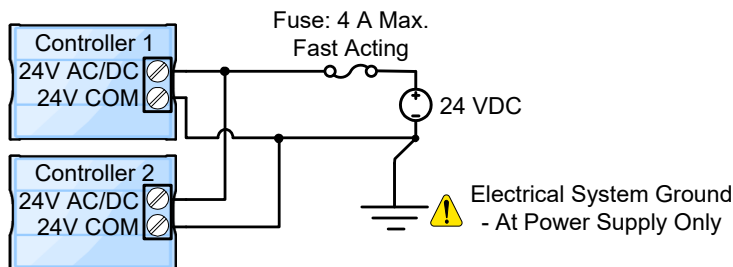 Fuse: 4 A Max.
Fast Acting
Controller 1
24V AC/DC
24V COM
+
-
24 VDC
Controller 2
24V AC/DC
24V COM
!
Electrical System Ground
- At Power Supply Only